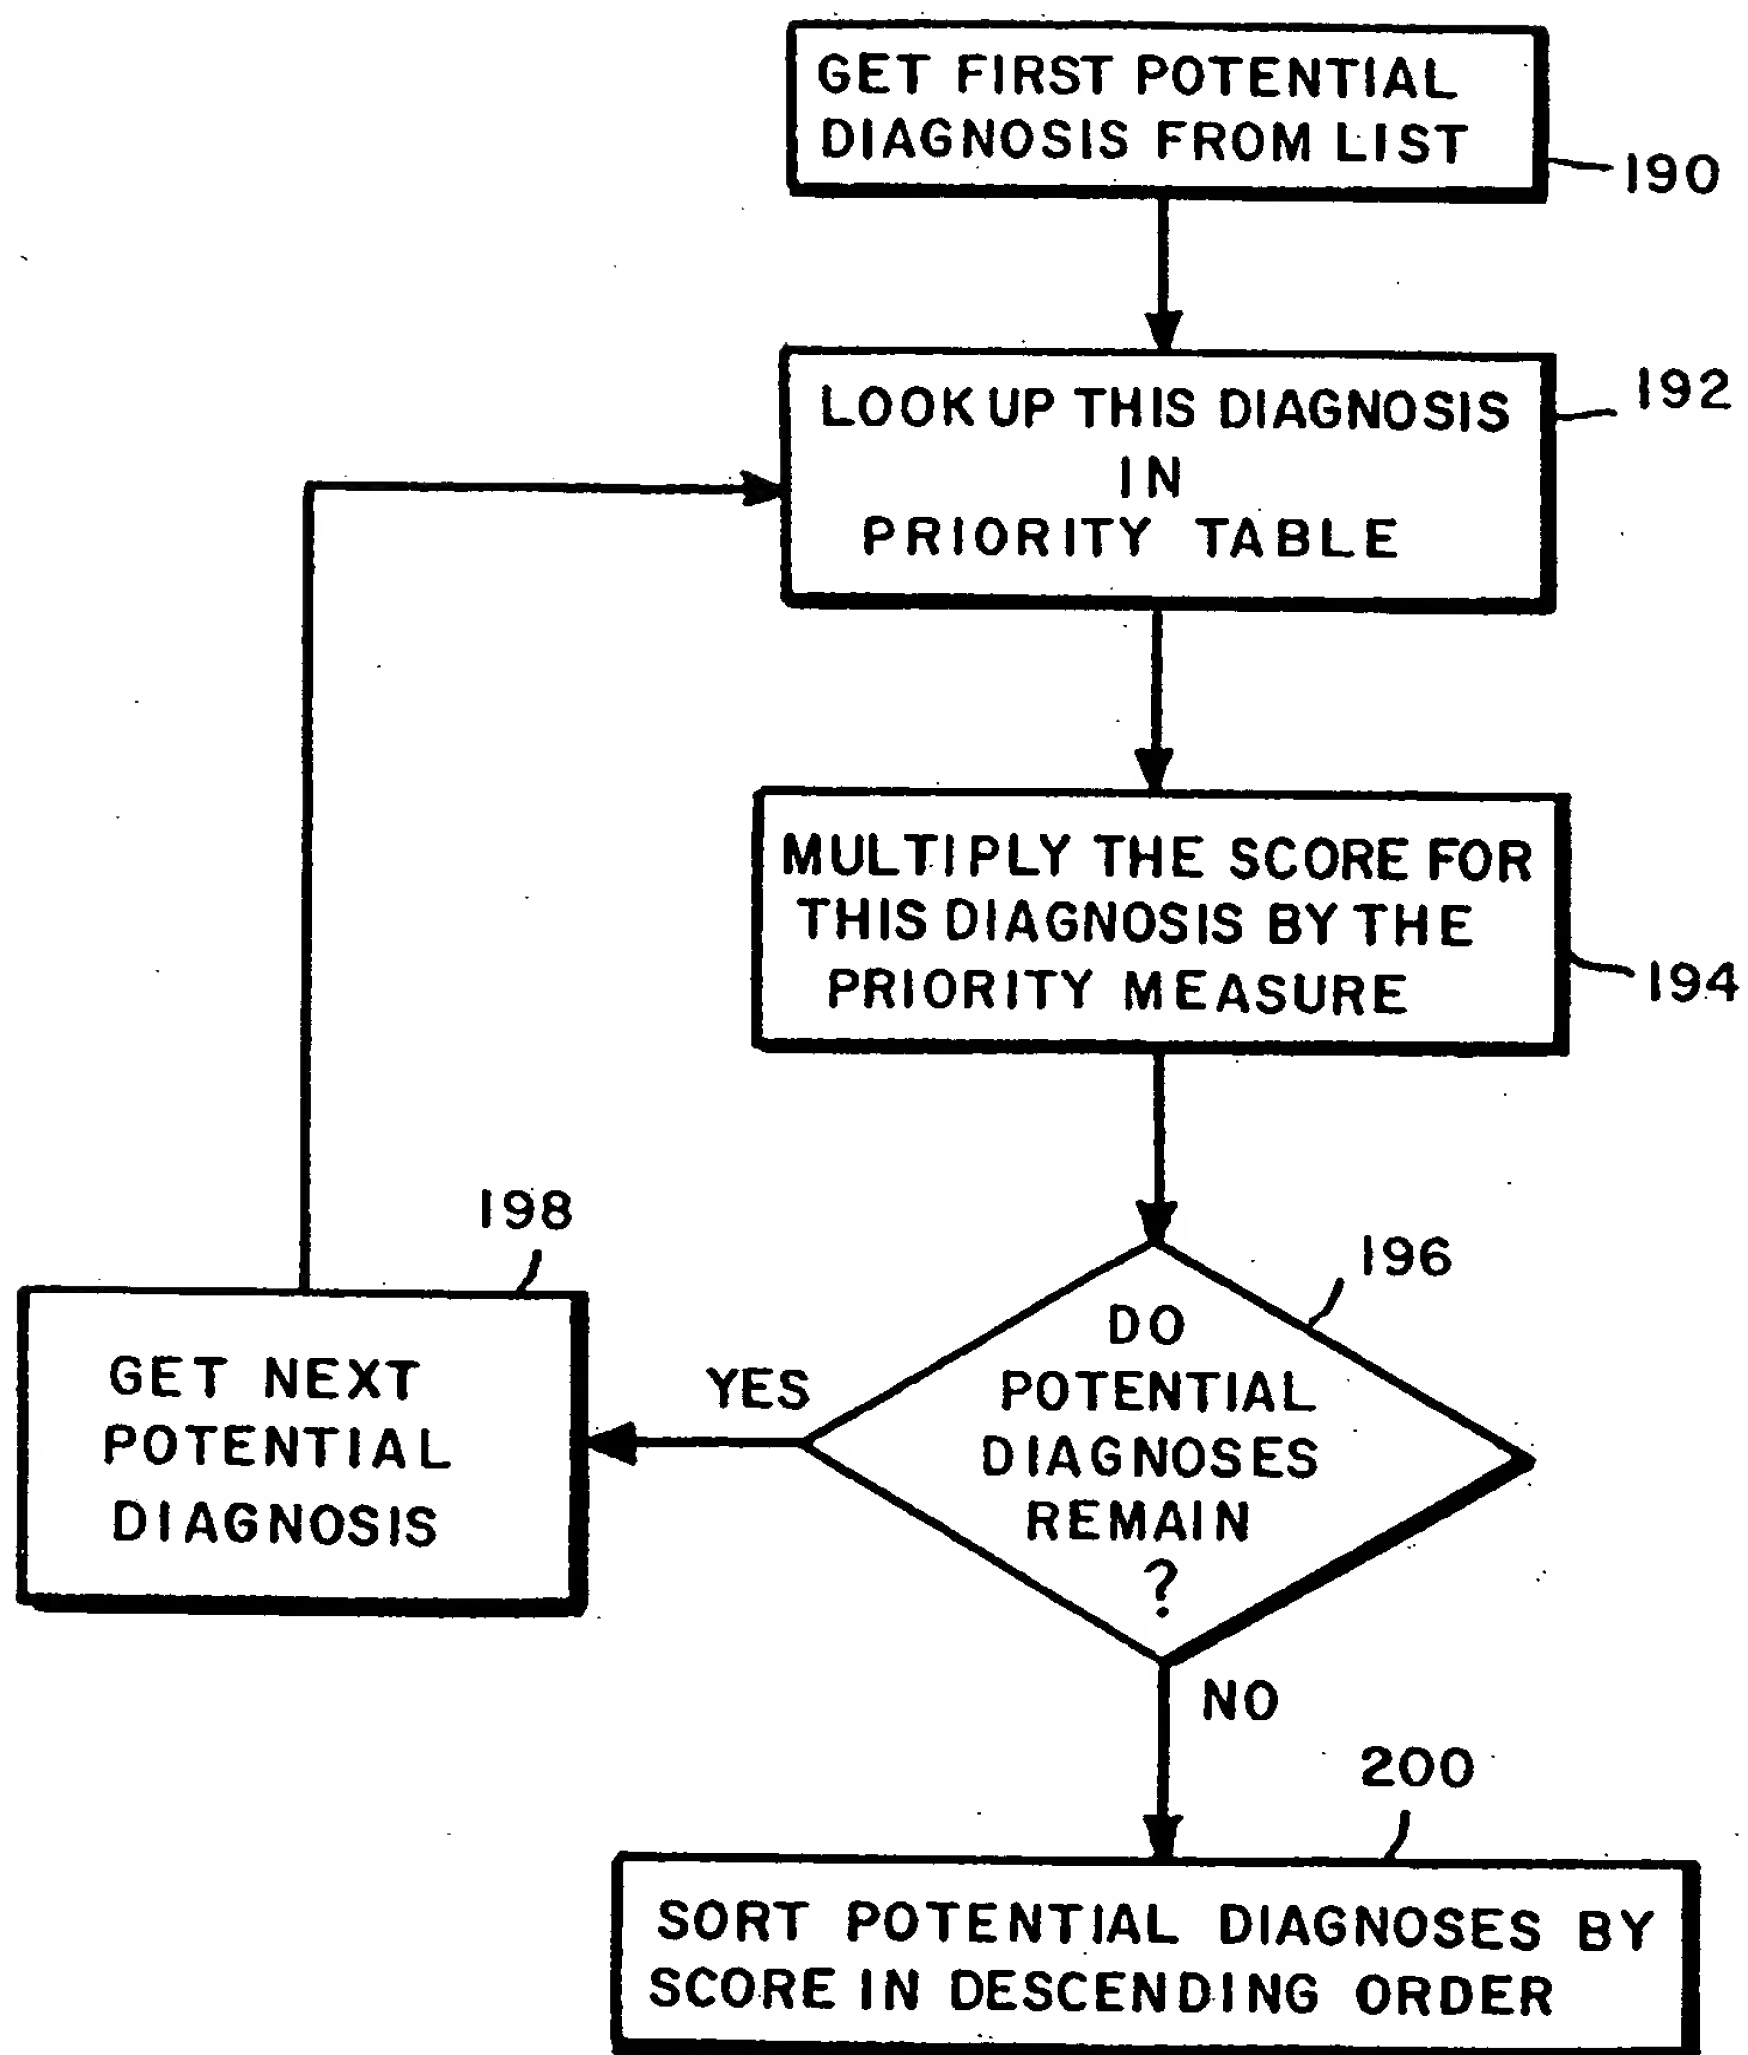 GET FIRST POTENTIAL
DIAGNOSIS FROM LIST
190
LOOK UP THIS DIAGNOSIS
IN
PRIORITY TABLE
192
MULTIPLY THE SCORE FOR
THIS DIAGNOSIS BY THE
PRIORITY MEASURE
194
198
GET NEXT
POTENTIAL
DIAGNOSIS
YES
196
DO
POTENTIAL
DIAGNOSES
REMAIN
?
NO
200
SORT POTENTIAL DIAGNOSES BY
SCORE IN DESCENDING ORDER